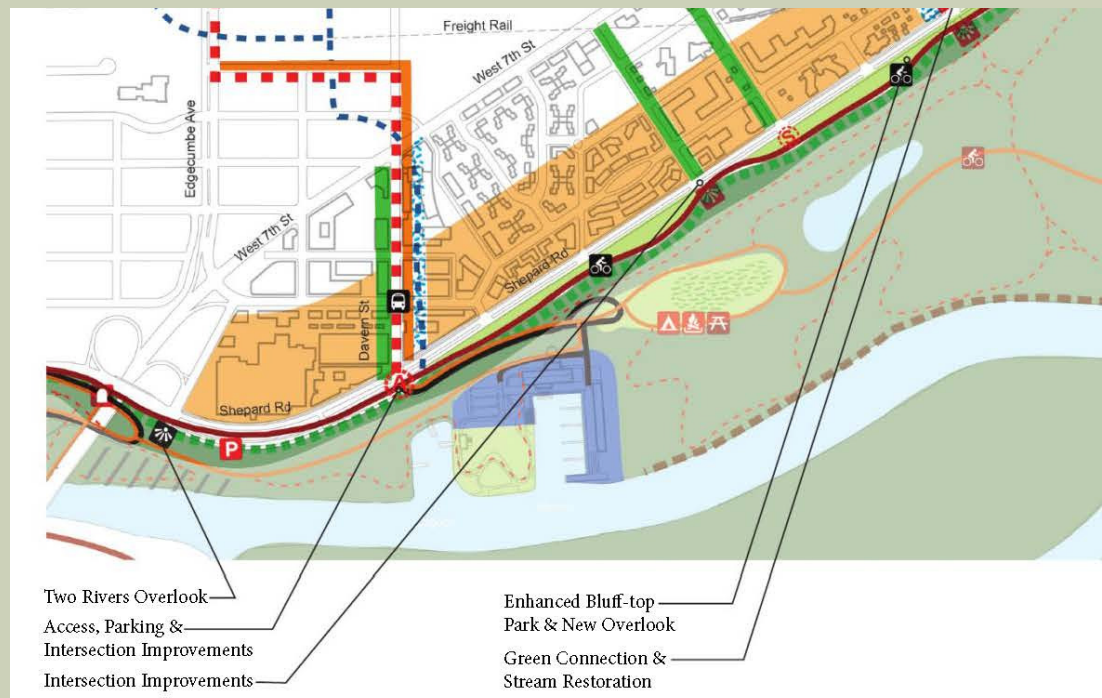 Freight Rail
West 7th St
Edgecumbe Ave
S
West 7th St
Shepard Rd
Davern St
A
Shepard Rd
P
Two Rivers Overlook
Access, Parking &
Intersection Improvements
Intersection Improvements
Enhanced Bluff-top
Park & New Overlook
Green Connection &
Stream Restoration